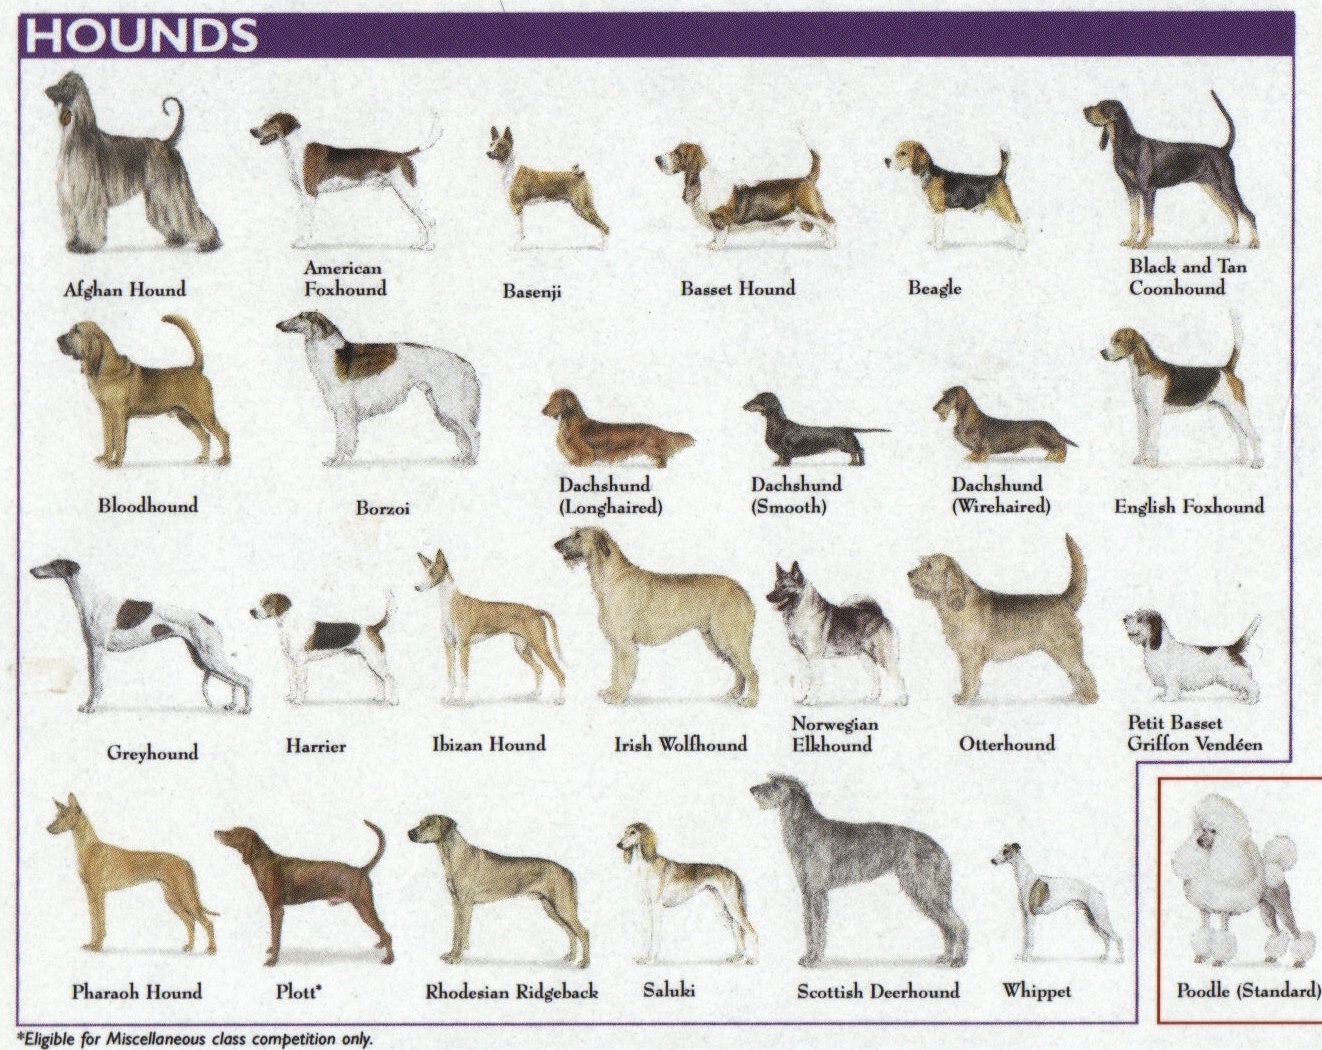 HOUNDS
Afghan Hound
American
Foxhound
Basenji
Basset Hound
Beagle
Black and Tan
Coonhound
Bloodhound
Borzoi
Dachshund
(Longhaired)
Dachshund
(Smooth)
Dachshund
(Wirehaired)
English Foxhound
Greyhound
Harrier
Ibizan Hound
Irish Wolfhound
Norwegian
Elkhound
Otterhound
Petit Basset
Griffon Vendéen
Pharaoh Hound
Plott*
Rhodesian Ridgeback
Saluki
Scottish Deerhound
Whippet
Poodle (Standard)
*Eligible for Miscellaneous class competition only.